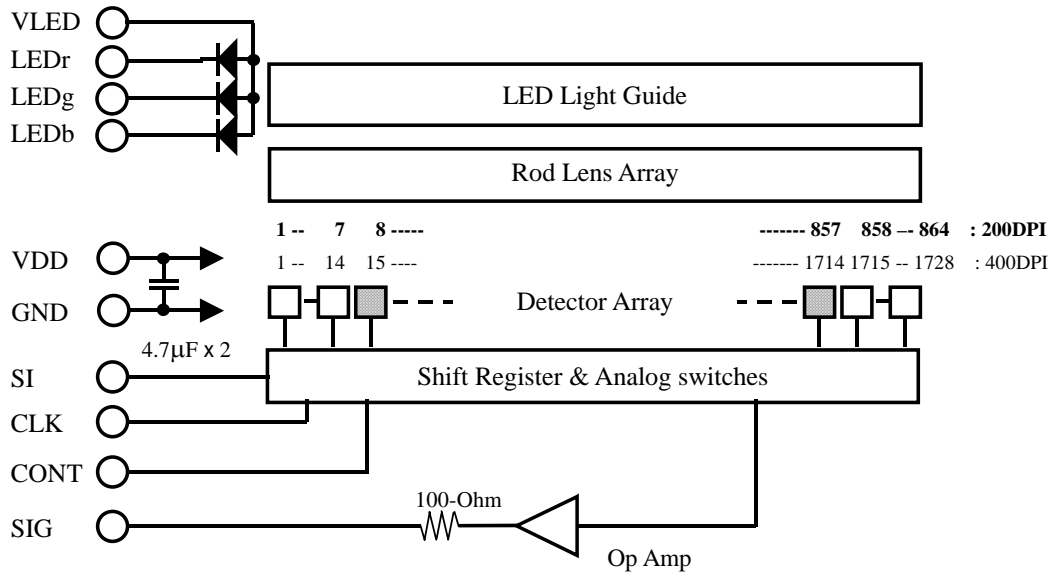 VLED
LEDr
LEDg
LEDb
LED Light Guide
Rod Lens Array
1 -- 7 8 ----- ------- 857 858 –- 864 : 200DPI
VDD
1 -- 14 15 ---- ------- 1714 1715 -- 1728 : 400DPI
GND
Detector Array
4.7µF x 2
SI
Shift Register & Analog switches
CLK
CONT
100-Ohm
SIG
Op Amp